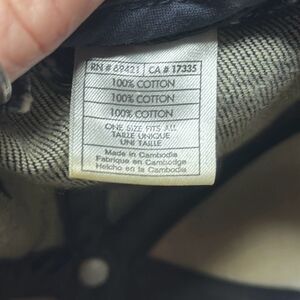 RN # 69421 CA # 17335
100% COTTON
100% COTTON
100% COTTON
ONE SIZE FITS ALL
TAILLE UNIQUE
UNI TAILLE
Made in Cambodia
Fabrique en Cambodge
Hecho en la Cambodia